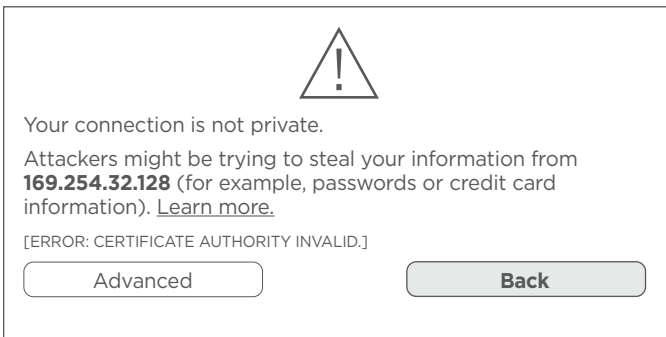 !
Your connection is not private.
Attackers might be trying to steal your information from
169.254.32.128 (for example, passwords or credit card
information). Learn more.
[ERROR: CERTIFICATE AUTHORITY INVALID.]
Advanced
Back